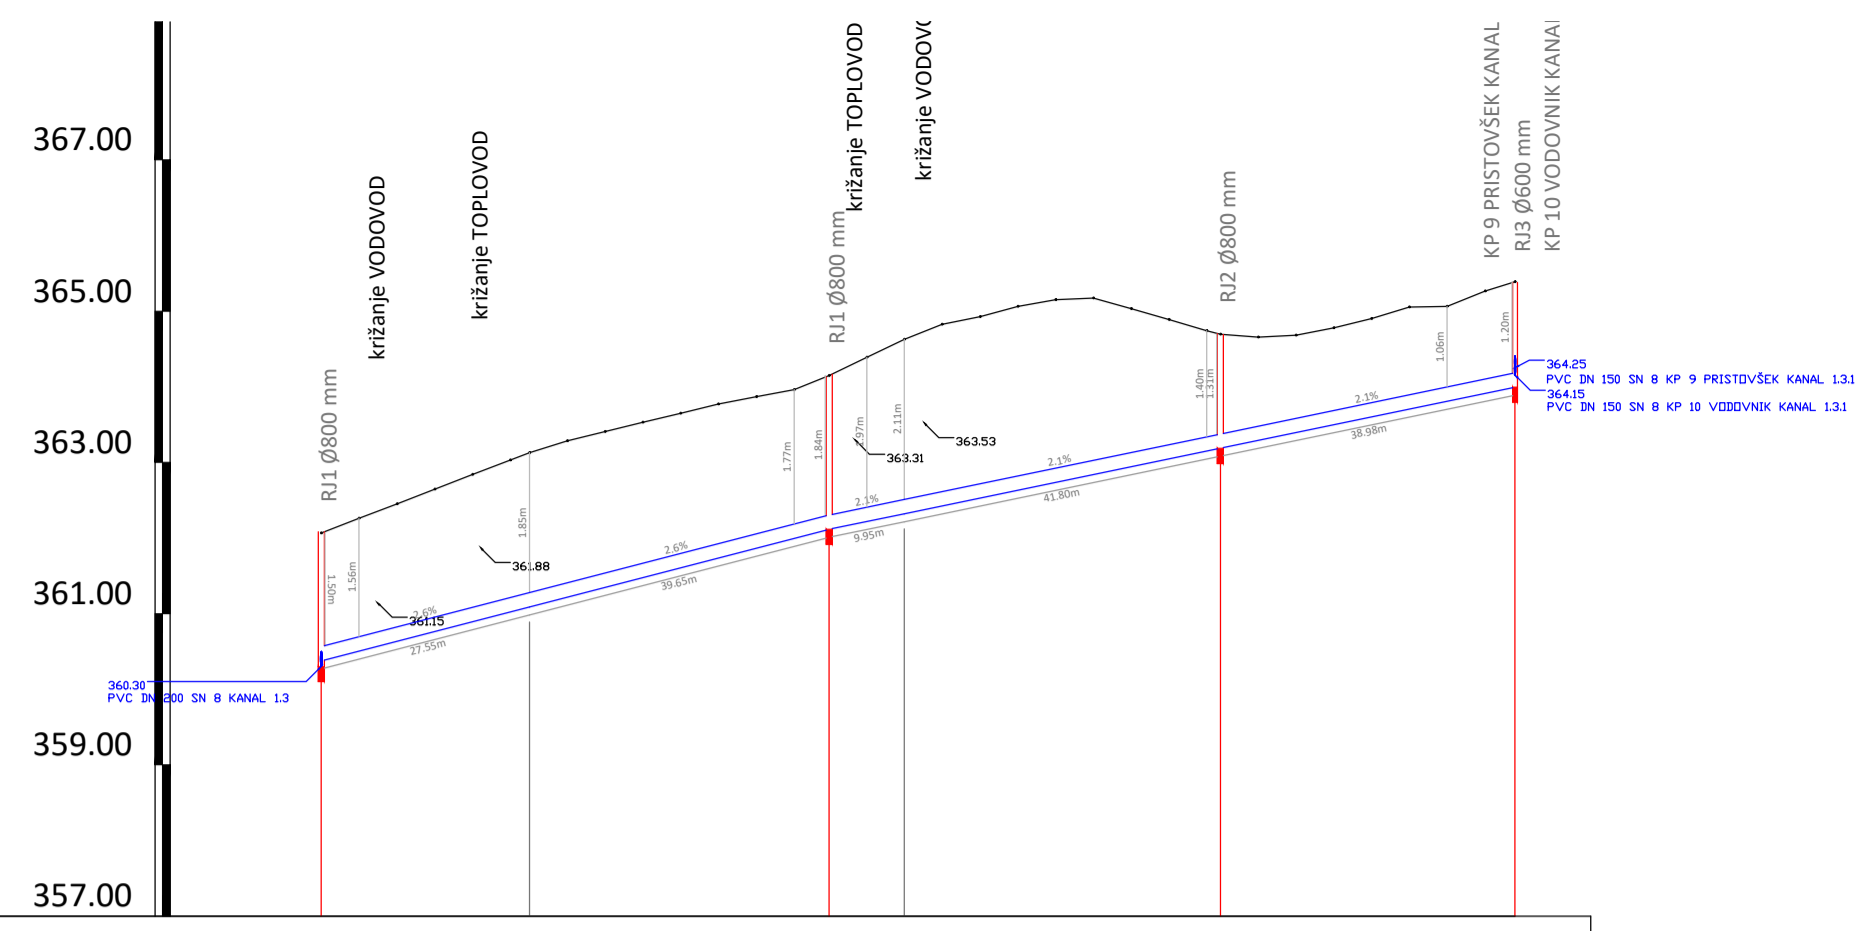 367.00
365.00
363.00
361.00
359.00
357.00
RJ1 Ø800 mm
križanje VODOVOD
križanje TOPLOVOD
RJ1 Ø800 mm
križanje TOPLOVOD
križanje VODOVO
RJ2 Ø800 mm
KP 9 PRISTOVŠEK KANAL
RJ3 Ø600 mm
KP 10 VODOVNIK KANAL
1.50m
1.56m
1.85m
1.77m
1.84m
2.11m
1.40m
1.31m
1.06m
1.20m
361.15
361.88
363.31
363.53
2.6%
27.55m
2.6%
39.65m
2.1%
9.95m
2.1%
41.80m
2.1%
38.98m
360.30
PVC DN 200 SN 8 KANAL 1.3
364.25
PVC DN 150 SN 8 KP 9 PRISTOVŠEK KANAL 1.3.1
364.15
PVC DN 150 SN 8 KP 10 VODOVNIK KANAL 1.3.1